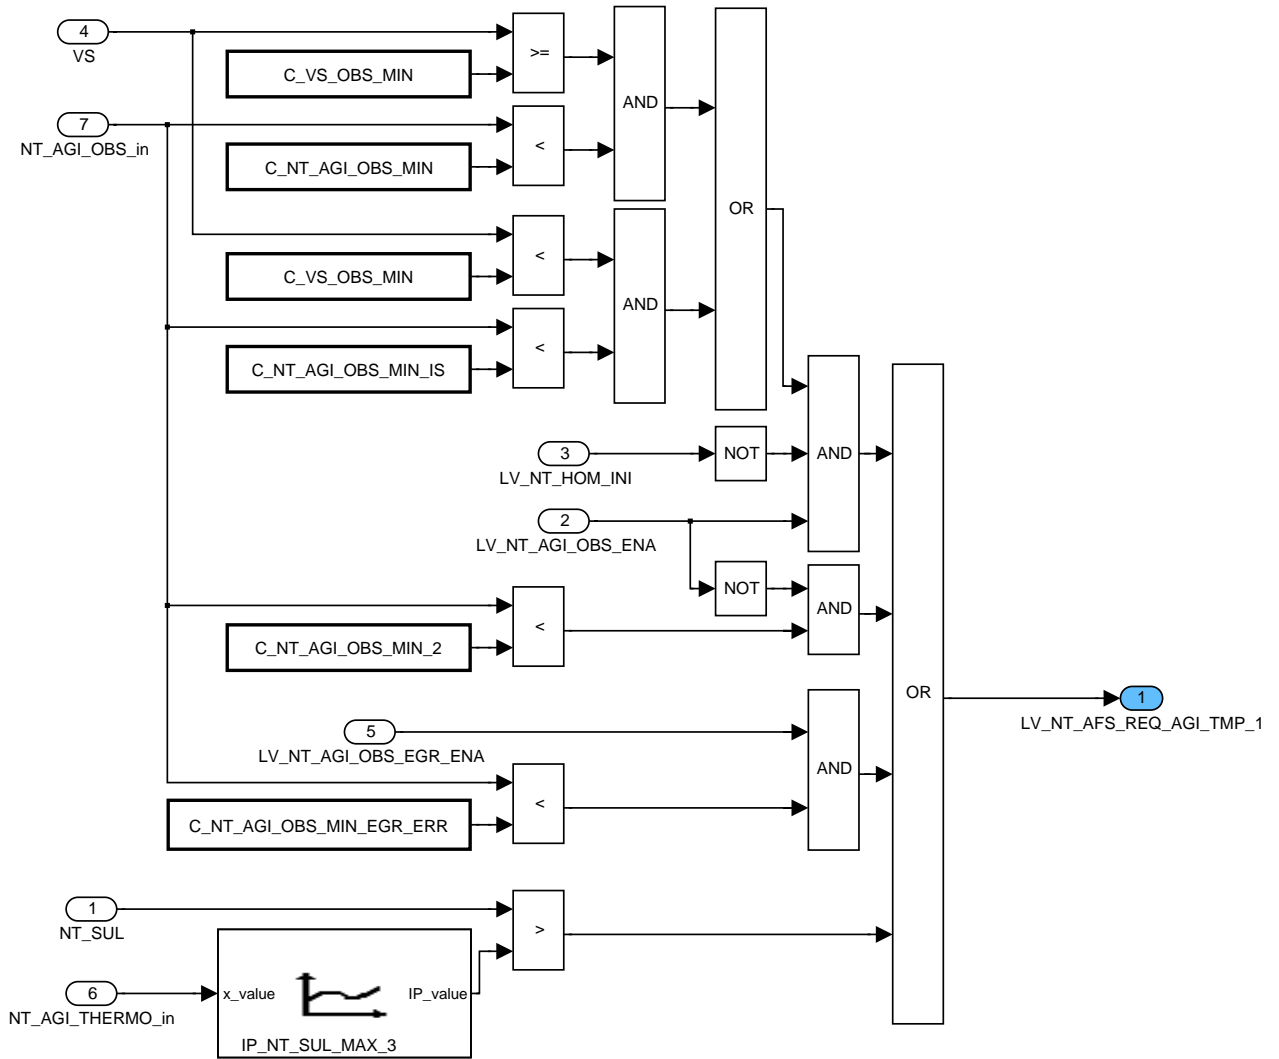 4
VS
>=
C_VS_OBS_MIN
AND
7
NT_AGI_OBS_in
<
C_NT_AGI_OBS_MIN
OR
<
C_VS_OBS_MIN
AND
<
C_NT_AGI_OBS_MIN_IS
3
LV_NT_HOM_INI
NOT
AND
2
LV_NT_AGI_OBS_ENA
NOT
AND
<
C_NT_AGI_OBS_MIN_2
OR
1
LV_NT_AFS_REQ_AGI_TMP_1
5
LV_NT_AGI_OBS_EGR_ENA
AND
<
C_NT_AGI_OBS_MIN_EGR_ERR
1
NT_SUL
>
6
NT_AGI_THERMO_in
x_value
IP_value
IP_NT_SUL_MAX_3